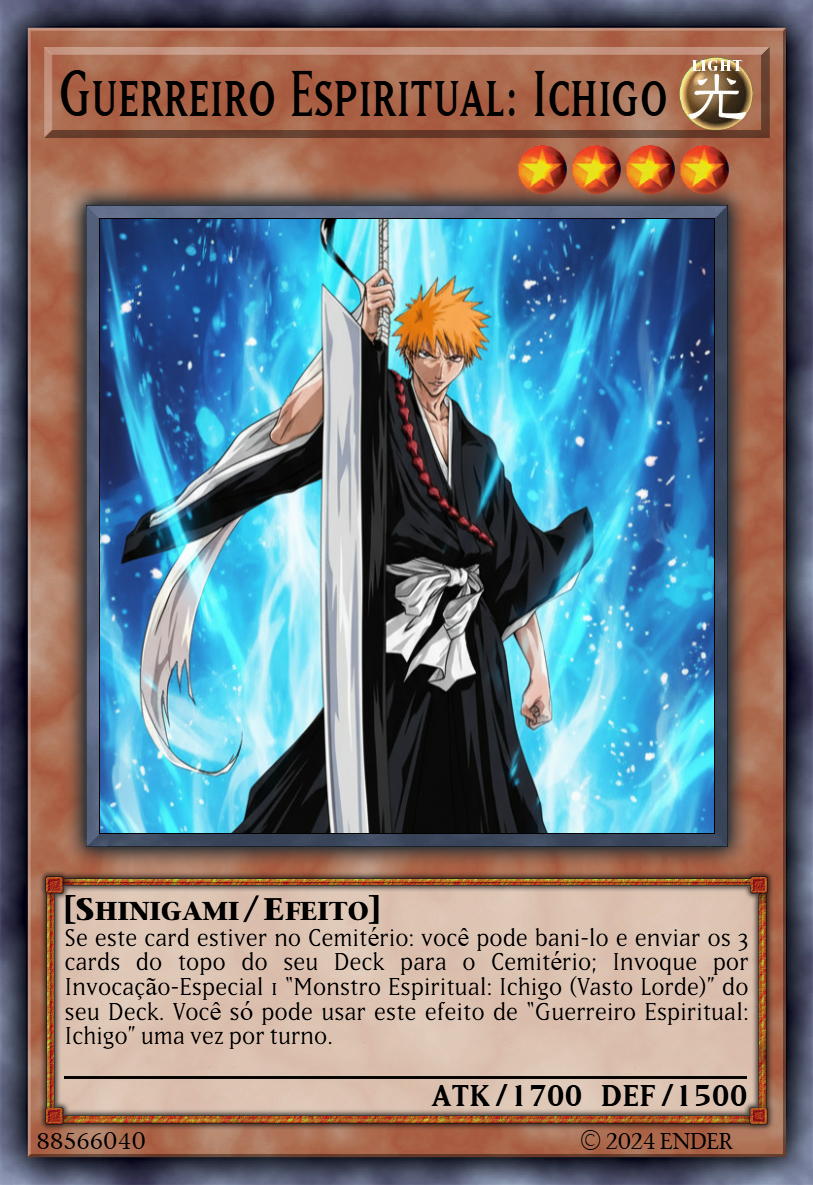 Guerreiro Espiritual: Ichigo
LIGHT
光
[Shinigami/Efeito]
Se este card estiver no Cemitério: você pode bani-lo e enviar os 3
cards do topo do seu Deck para o Cemitério; Invoque por
Invocação-Especial 1 "Monstro Espiritual: Ichigo (Vasto Lorde)" do
seu Deck. Você só pode usar este efeito de "Guerreiro Espiritual:
Ichigo" uma vez por turno.
ATK/1700 DEF/1500
88566040
© 2024 ENDER